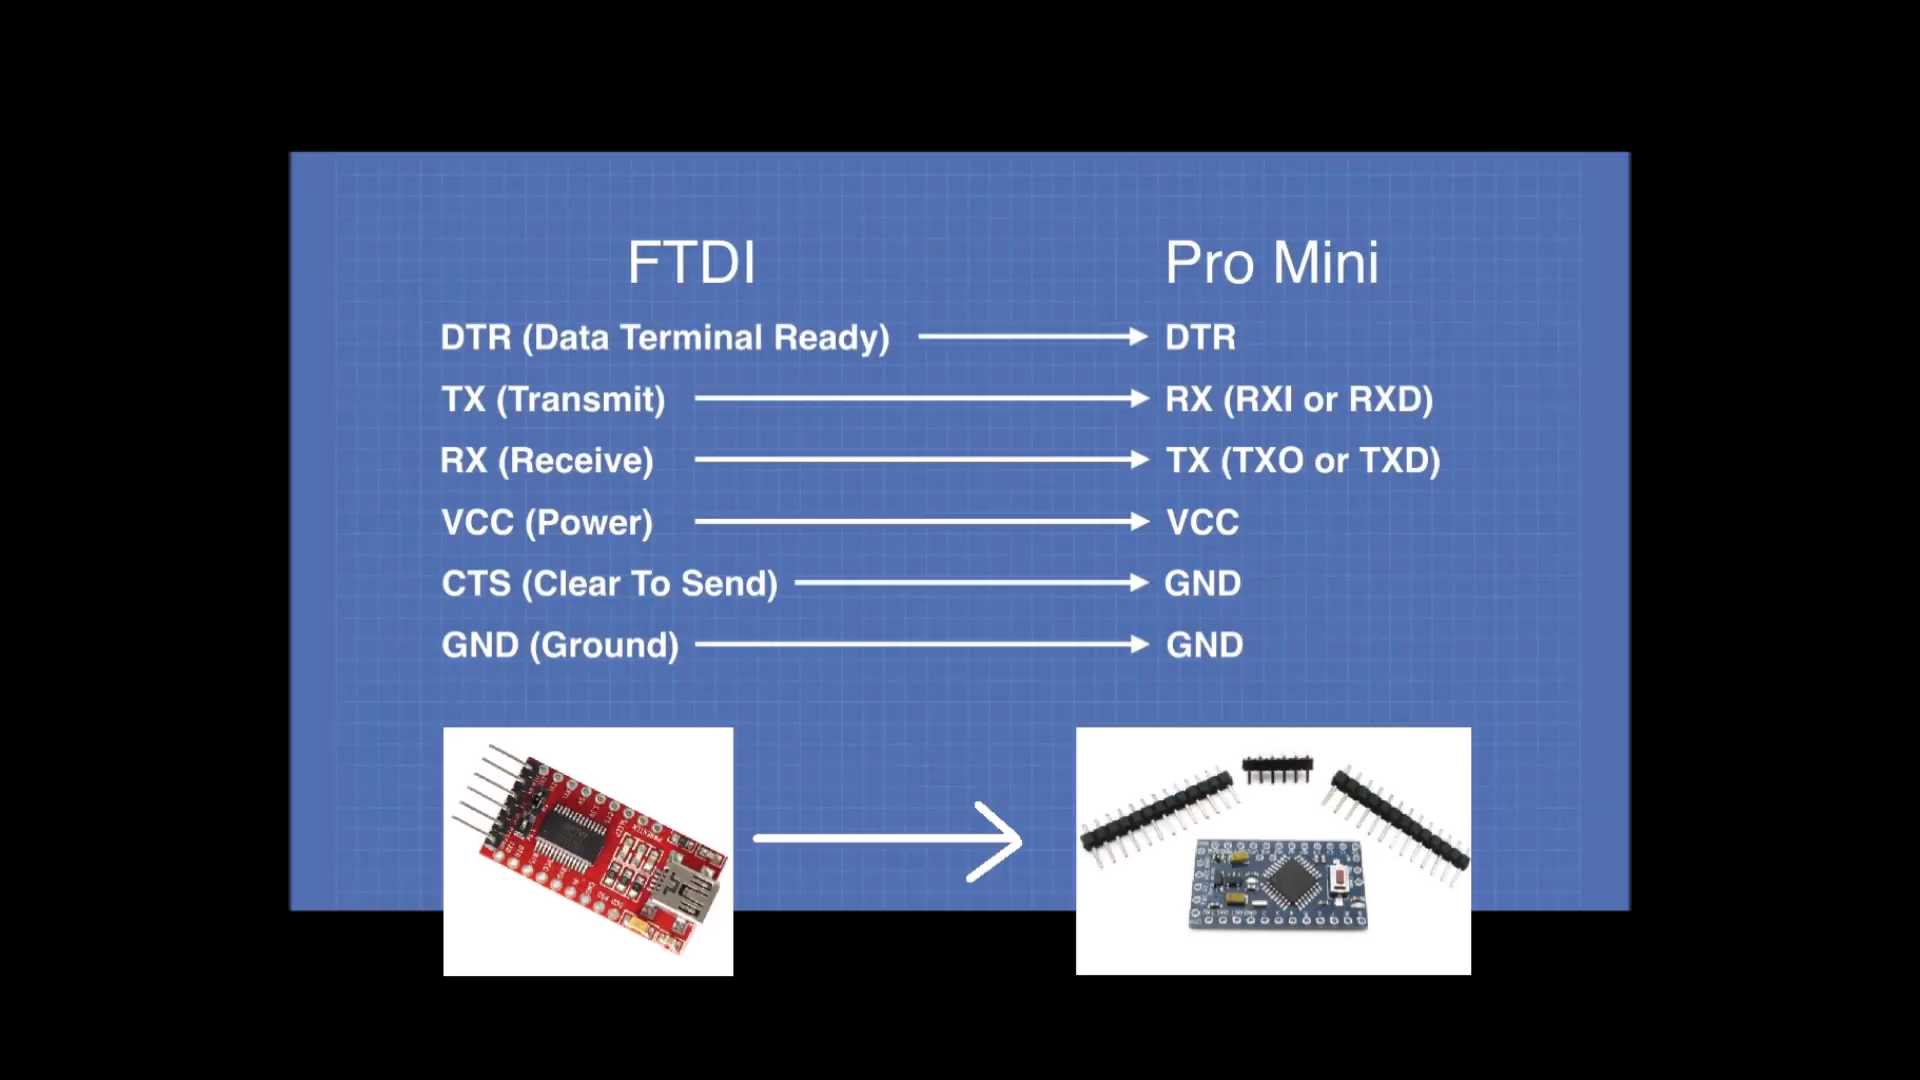 FTDI
Pro Mini
DTR (Data Terminal Ready)
DTR
TX (Transmit)
RX (RXI or RXD)
RX (Receive)
TX (TXO or TXD)
VCC (Power)
VCC
CTS (Clear To Send)
GND
GND (Ground)
GND